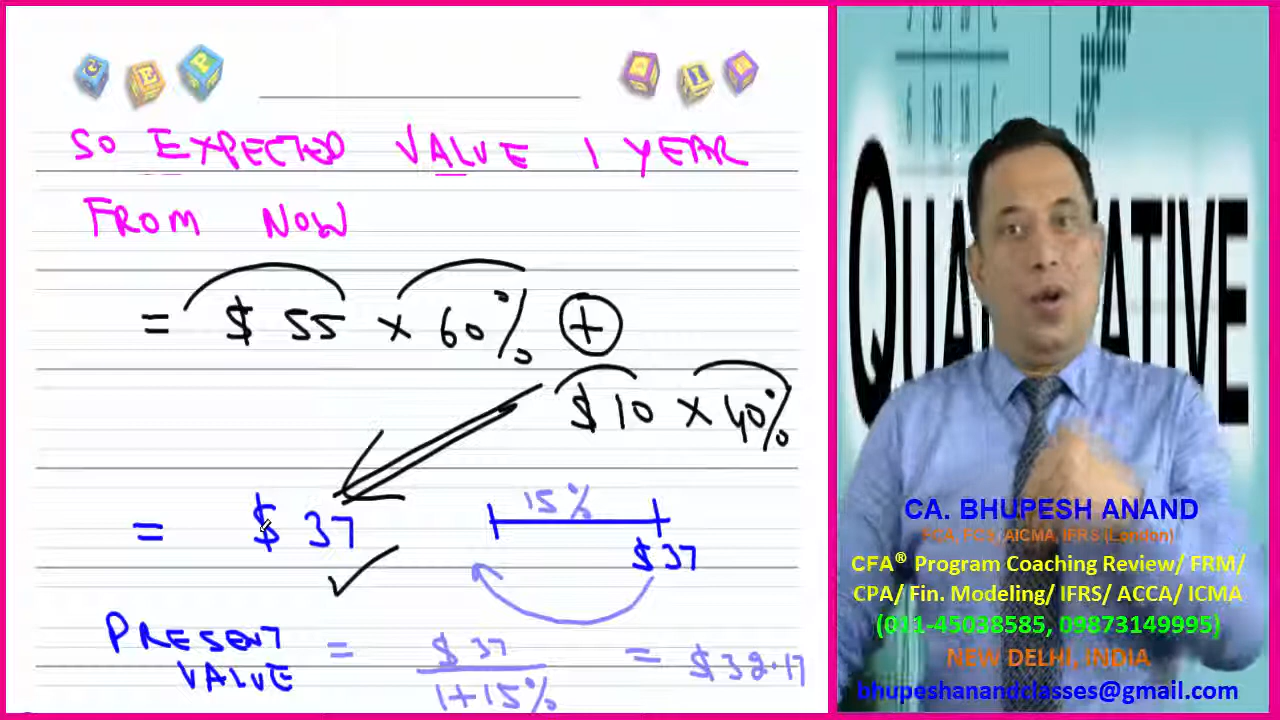 SO EXPECTED VALUE 1 YEAR
FROM NOW
= $ 55 x 60% +
$ 10 x 40%
= $ 37
15%
$37
PRESENT
VALUE
= $ 37 / 1+15% = $32.17
QUANTITATIVE
CA. BHUPESH ANAND
FCA, FCS, AICMA, IFRS (London)
CFA® Program Coaching Review/ FRM/
CPA/ Fin. Modeling/ IFRS/ ACCA/ ICMA
(011-45038585, 09873149995)
NEW DELHI, INDIA
bhupeshanandclasses@gmail.com